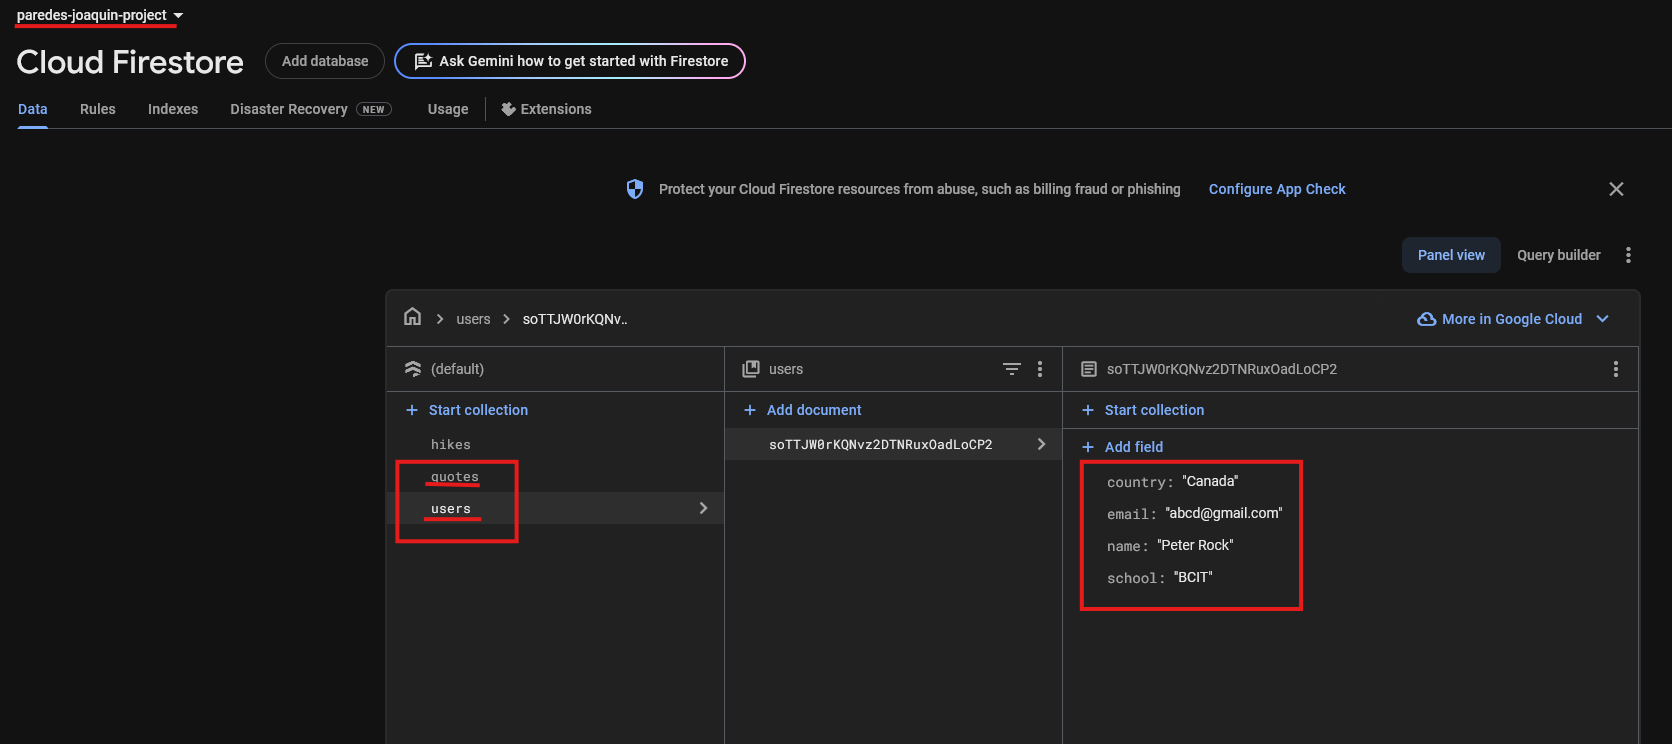 paredes-joaquin-project
Cloud Firestore
Add database
Ask Gemini how to get started with Firestore
Data
Rules
Indexes
Disaster Recovery NEW
Usage
Extensions
Protect your Cloud Firestore resources from abuse, such as billing fraud or phishing
Configure App Check
Panel view
Query builder
users
soTTJW0rKQNv..
More in Google Cloud
(default)
users
soTTJW0rKQNvz2DTNRuxOadLoCP2
+ Start collection
+ Add document
+ Start collection
hikes
soTTJW0rKQNvz2DTNRuxOadLoCP2
+ Add field
quotes
country: "Canada"
users
email: "abcd@gmail.com"
name: "Peter Rock"
school: "BCIT"